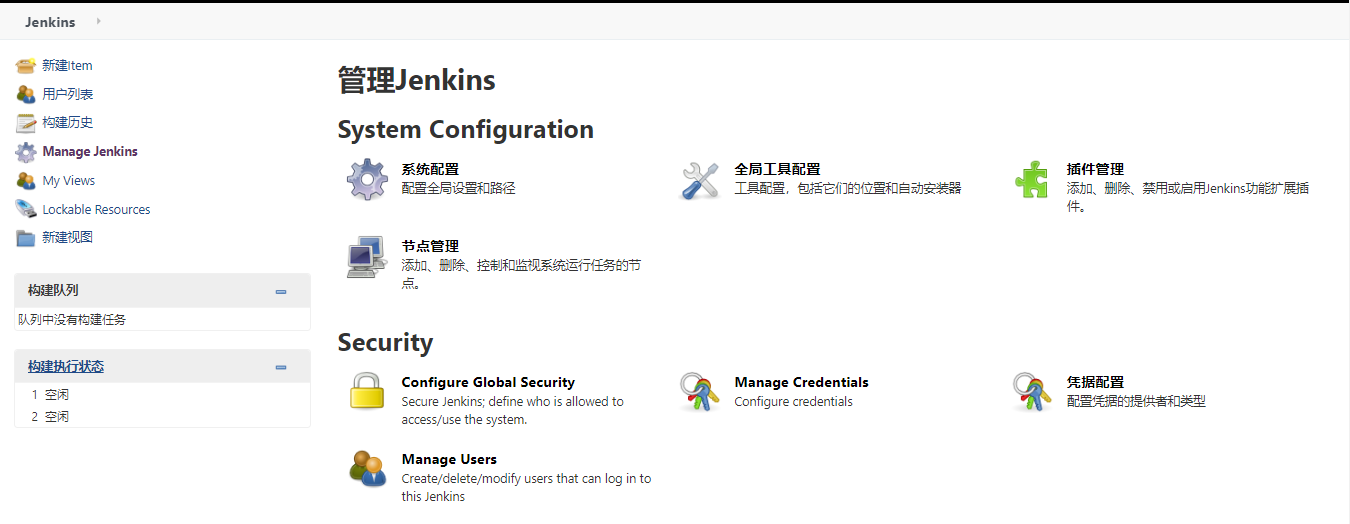 Jenkins
新建Item
用户列表
构建历史
Manage Jenkins
My Views
Lockable Resources
新建视图
构建队列
队列中没有构建任务
构建执行状态
1 空闲
2 空闲
管理Jenkins
System Configuration
系统配置
配置全局设置和路径
全局工具配置
工具配置，包括它们的位置和自动安装器
插件管理
添加、删除、禁用或启用Jenkins功能扩展插
件。
节点管理
添加、删除、控制和监视系统运行任务的节
点。
Security
Configure Global Security
Secure Jenkins; define who is allowed to
access/use the system.
Manage Credentials
Configure credentials
凭据配置
配置凭据的提供者和类型
Manage Users
Create/delete/modify users that can log in to
this Jenkins